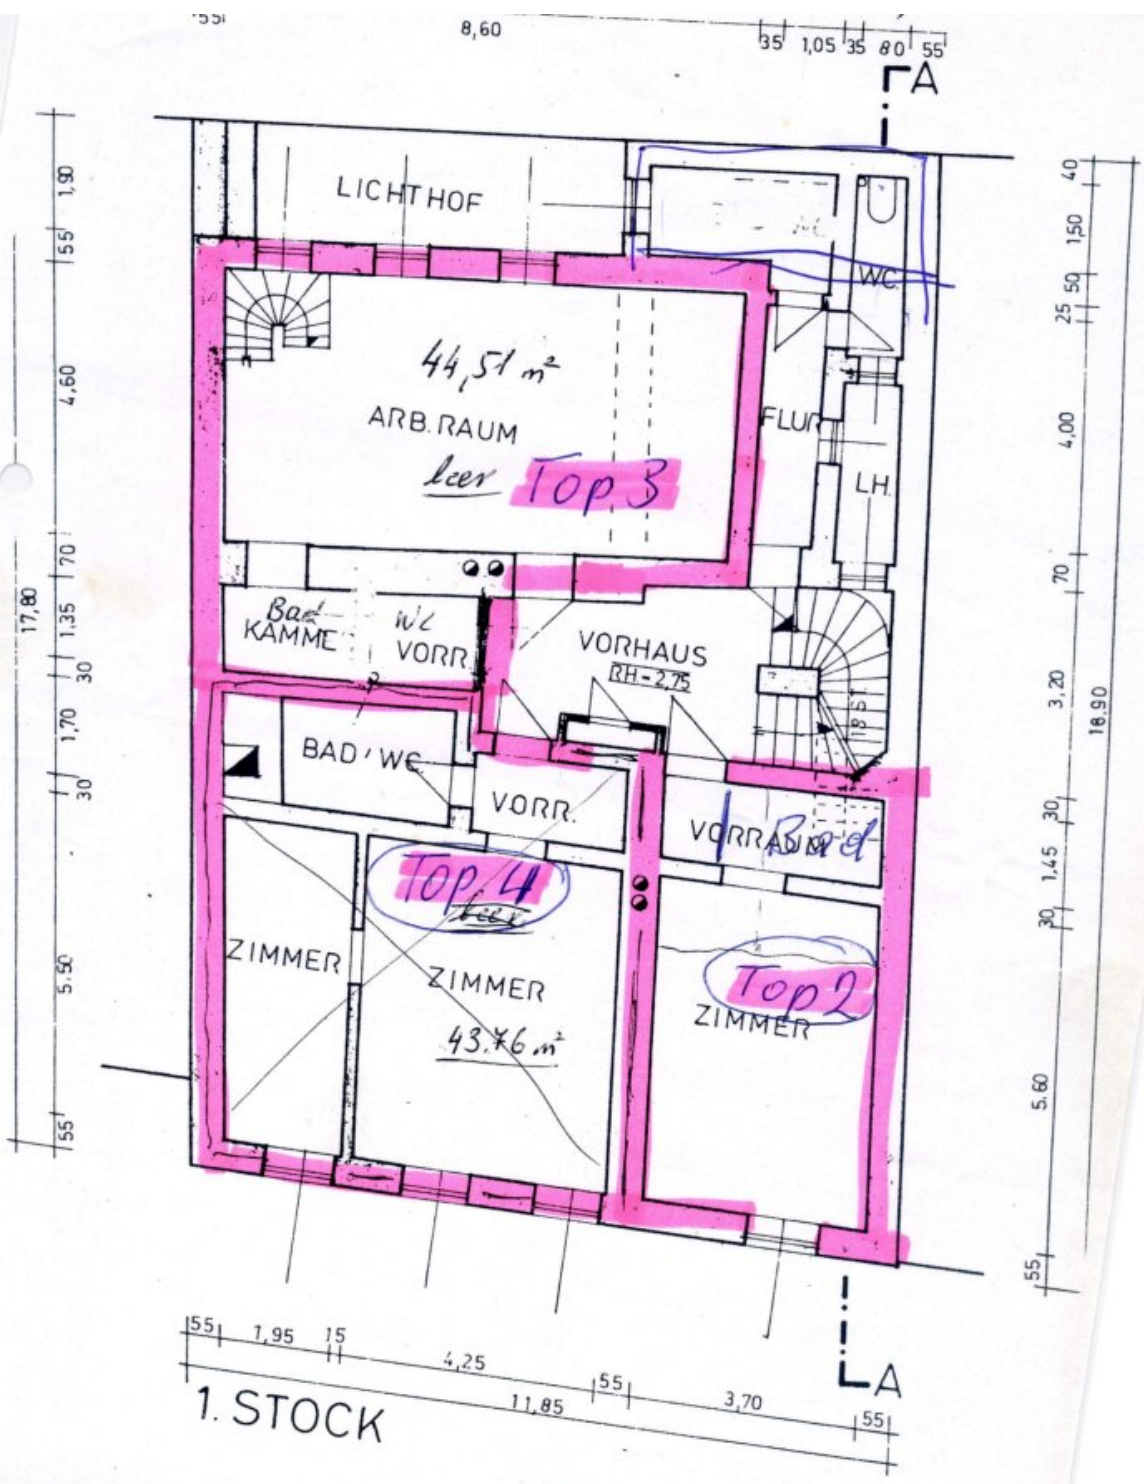 55
8,60
35 1,05 35 80 55
A
LICHTHOF
WC
44,51 m²
ARB.RAUM
leer Top 3
FLUR
LH.
Bad
KAMME
WC
VORR.
VORHAUS
RH=2,75
18 ST
BAD/WC
VORR.
VORRAUM
Bad
Top 4
leer
ZIMMER
ZIMMER
43.76 m²
Top 2
ZIMMER
1,90
55
4,60
70
1,35
30
1,70
30
5,50
55
17,80
40
1,50
50
25
4,00
70
3,20
30
1,45
30
5.60
55
18,90
55 1,95 15 4,25 55 3,70 55
11,85
A
1. STOCK